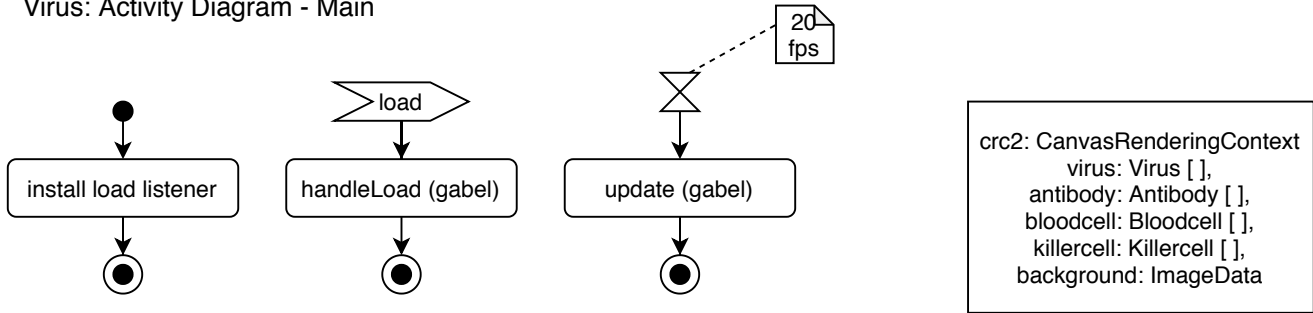 Virus: Activity Diagram - Main
20
fps
load
install load listener
handleLoad (gabel)
update (gabel)
crc2: CanvasRenderingContext
virus: Virus [ ],
antibody: Antibody [ ],
bloodcell: Bloodcell [ ],
killercell: Killercell [ ],
background: ImageData